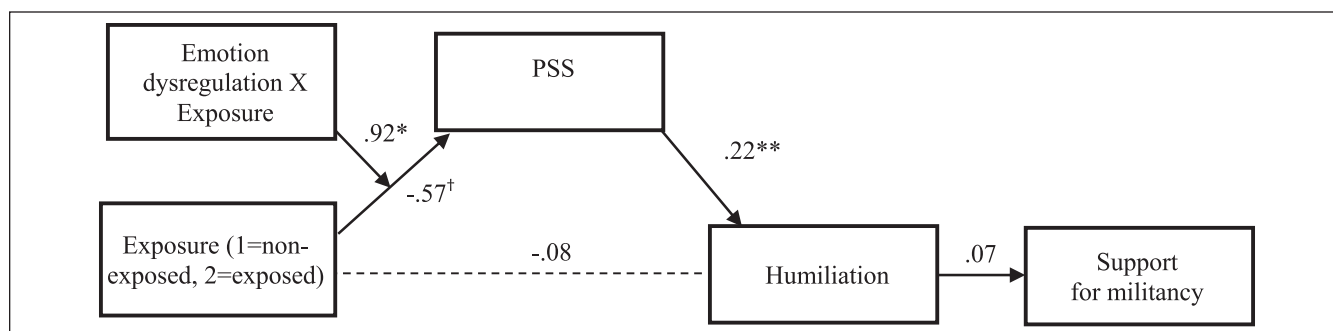 Emotion
dysregulation X
Exposure
PSS
.92*
-.57†
.22**
Exposure (1=non-
exposed, 2=exposed)
-.08
Humiliation
.07
Support
for militancy